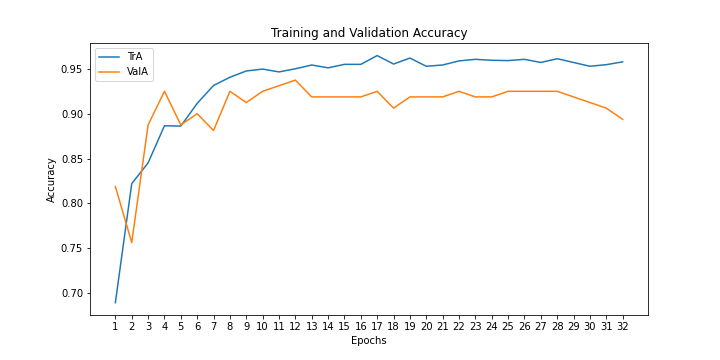 Training and Validation Accuracy
TrA
ValA
0.95
0.90
0.85
0.80
0.75
0.70
Accuracy
1 2 3 4 5 6 7 8 9 10 11 12 13 14 15 16 17 18 19 20 21 22 23 24 25 26 27 28 29 30 31 32
Epochs